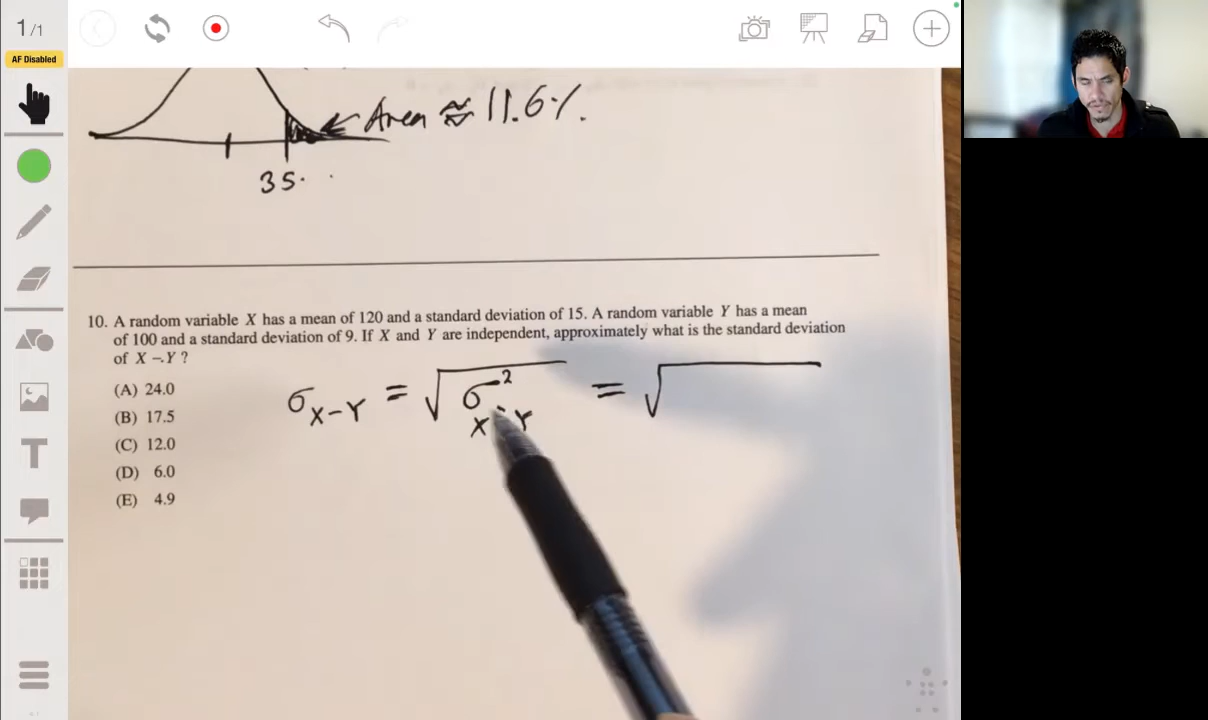 1/1
AF Disabled
← Area ≈ 11.6%.
35.
10. A random variable X has a mean of 120 and a standard deviation of 15. A random variable Y has a mean
of 100 and a standard deviation of 9. If X and Y are independent, approximately what is the standard deviation
of X – Y ?
(A) 24.0
(B) 17.5
(C) 12.0
(D) 6.0
(E) 4.9
σ X-Y = √ σ² X-Y = √
T